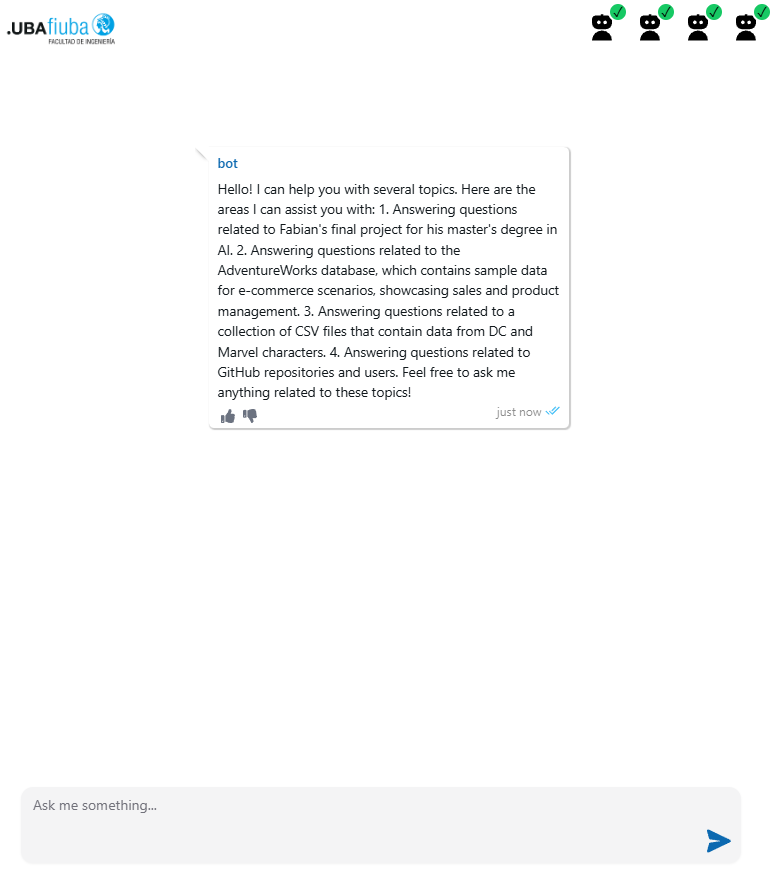 .UBAfiuba
FACULTAD DE INGENIERÍA
bot
Hello! I can help you with several topics. Here are the
areas I can assist you with: 1. Answering questions
related to Fabian's final project for his master's degree in
AI. 2. Answering questions related to the
AdventureWorks database, which contains sample data
for e-commerce scenarios, showcasing sales and product
management. 3. Answering questions related to a
collection of CSV files that contain data from DC and
Marvel characters. 4. Answering questions related to
GitHub repositories and users. Feel free to ask me
anything related to these topics!
just now
Ask me something...